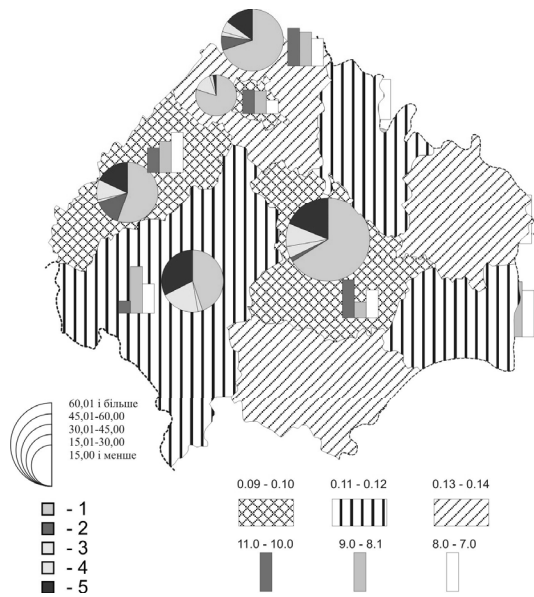 60,01 і більше
45,01-60,00
30,01-45,00
15,01-30,00
15,00 і менше
- 1
- 2
- 3
- 4
- 5
0.09 - 0.10 0.11 - 0.12 0.13 - 0.14
11.0 - 10.0 9.0 - 8.1 8.0 - 7.0